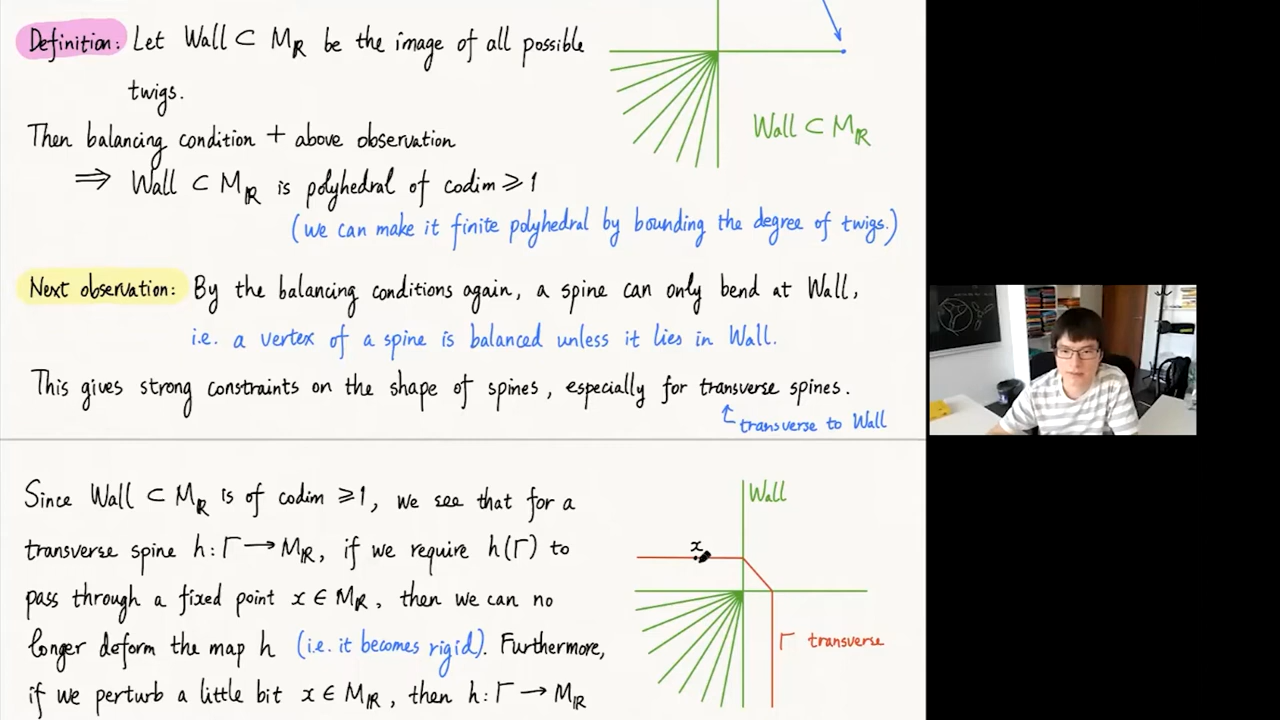 Definition: Let Wall ⊂ M_ℝ be the image of all possible
twigs.
Then balancing condition + above observation
⟹ Wall ⊂ M_ℝ is polyhedral of codim ≥ 1
(we can make it finite polyhedral by bounding the degree of twigs.)
Wall ⊂ M_ℝ
Next observation: By the balancing conditions again, a spine can only bend at Wall,
i.e. a vertex of a spine is balanced unless it lies in Wall.
This gives strong constraints on the shape of spines, especially for transverse spines.
↑ transverse to Wall
Since Wall ⊂ M_ℝ is of codim ≥ 1, we see that for a
transverse spine h: Γ → M_ℝ, if we require h(Γ) to
pass through a fixed point x ∈ M_ℝ, then we can no
longer deform the map h (i.e. it becomes rigid). Furthermore,
if we perturb a little bit x ∈ M_ℝ, then h: Γ → M_ℝ
Wall
x
Γ transverse